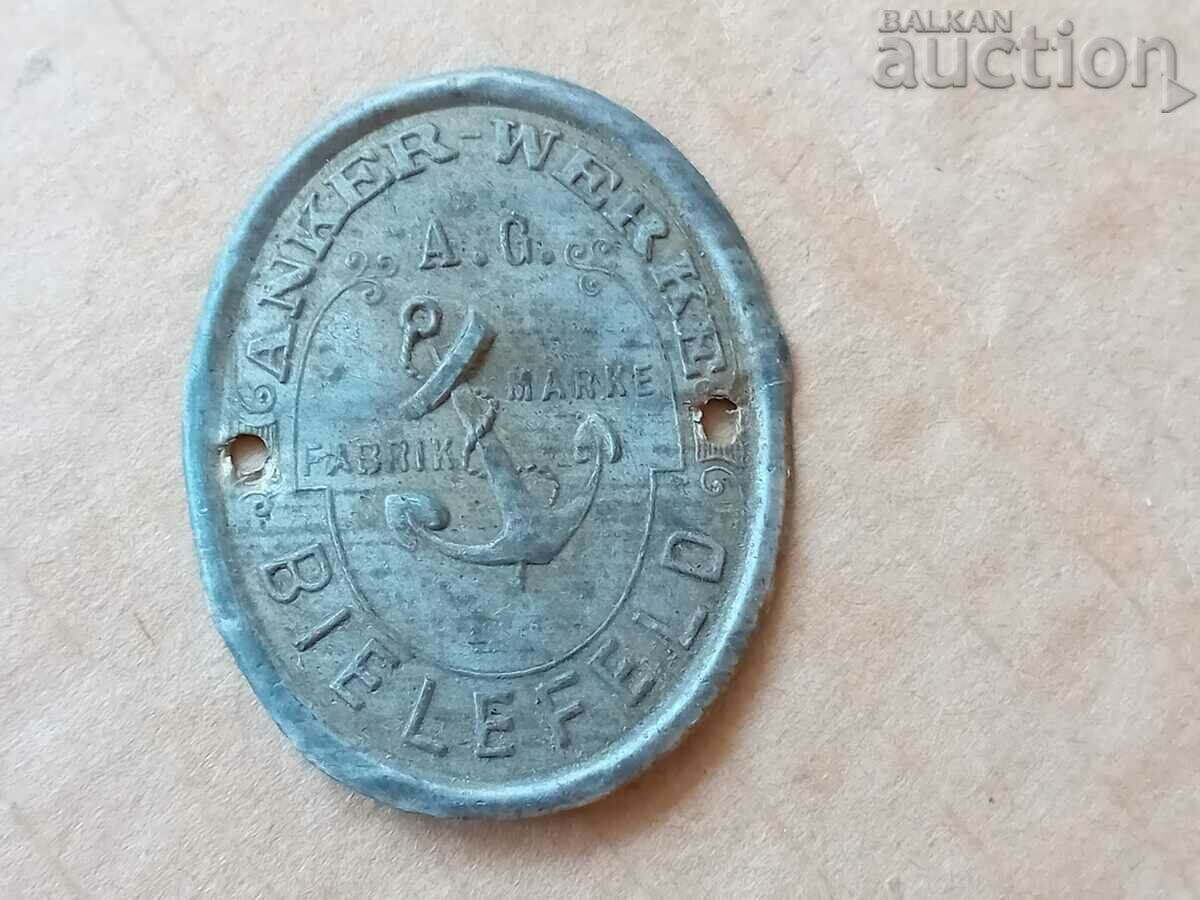 BALKAN
auction
ANKER-WERKE
A.G.
FABRIK MARKE
BIELEFELD